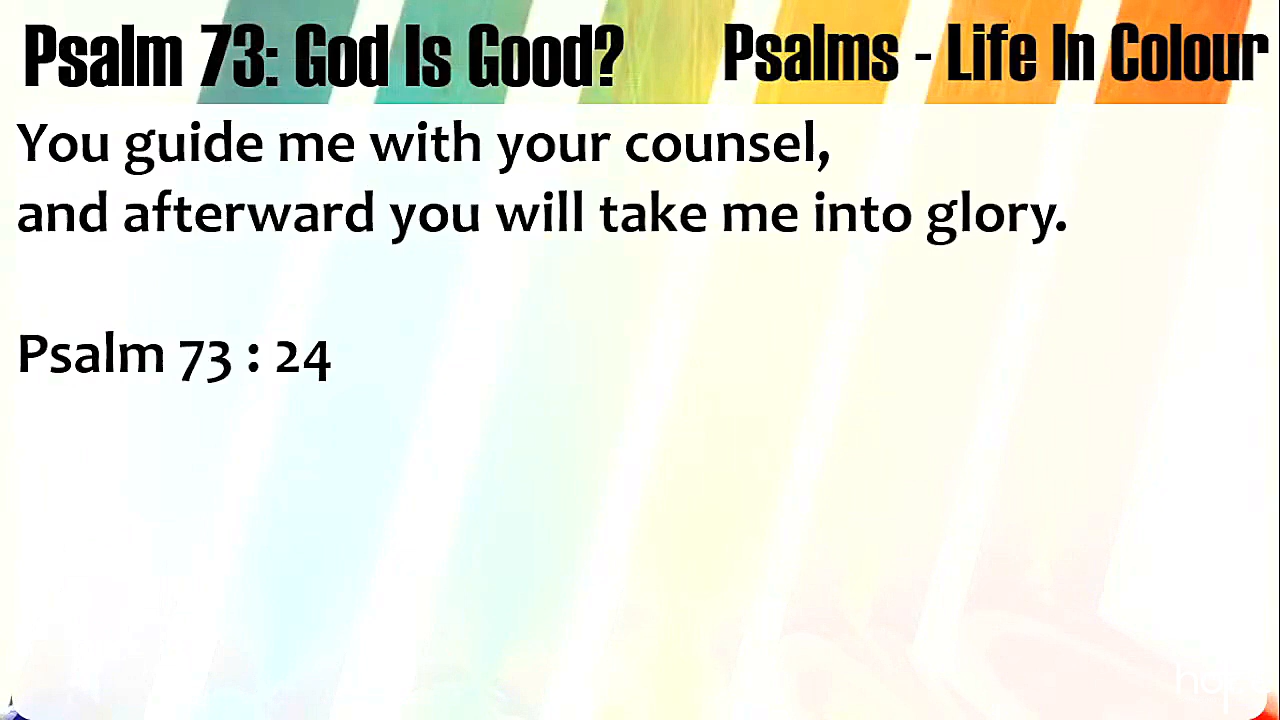 Psalm 73: God Is Good?
Psalms - Life In Colour
You guide me with your counsel,
and afterward you will take me into glory.
Psalm 73 : 24